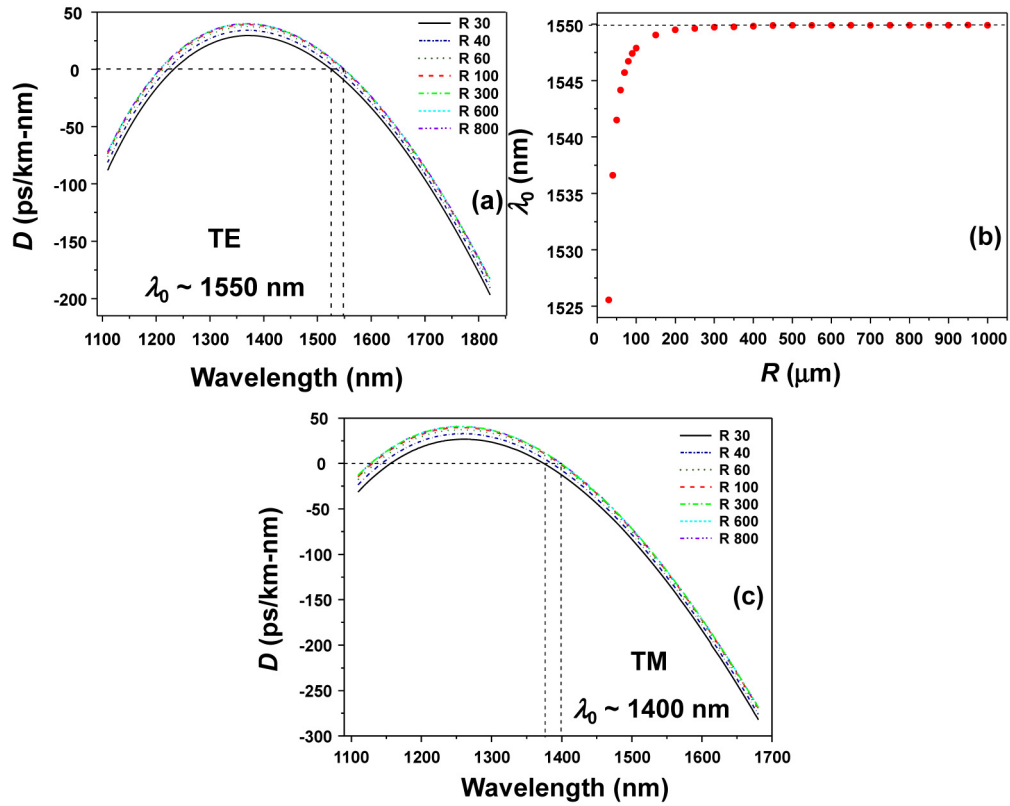 50
0
-50
-100
-150
-200
1100 1200 1300 1400 1500 1600 1700 1800
D (ps/km-nm)
Wavelength (nm)
R 30
R 40
R 60
R 100
R 300
R 600
R 800
(a)
TE
λ0 ~ 1550 nm
1550
1545
1540
1535
1530
1525
0 100 200 300 400 500 600 700 800 900 1000
λ0 (nm)
R (μm)
(b)
50
0
-50
-100
-150
-200
-250
-300
1100 1200 1300 1400 1500 1600 1700
D (ps/km-nm)
Wavelength (nm)
R 30
R 40
R 60
R 100
R 300
R 600
R 800
(c)
TM
λ0 ~ 1400 nm